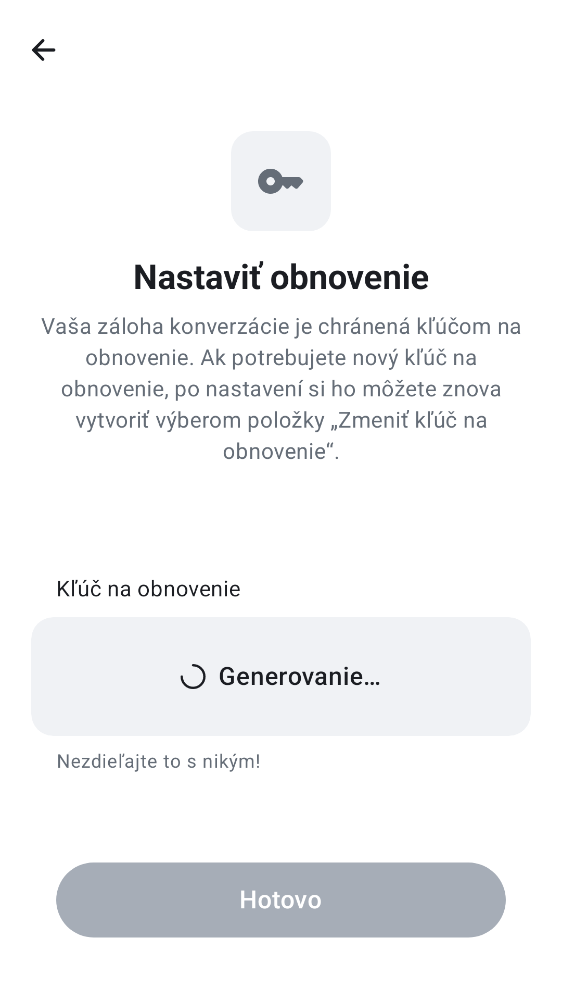 Nastaviť obnovenie
Vaša záloha konverzácie je chránená kľúčom na
obnovenie. Ak potrebujete nový kľúč na
obnovenie, po nastavení si ho môžete znova
vytvoriť výberom položky „Zmeniť kľúč na
obnovenie“.
Kľúč na obnovenie
Generovanie…
Nezdieľajte to s nikým!
Hotovo